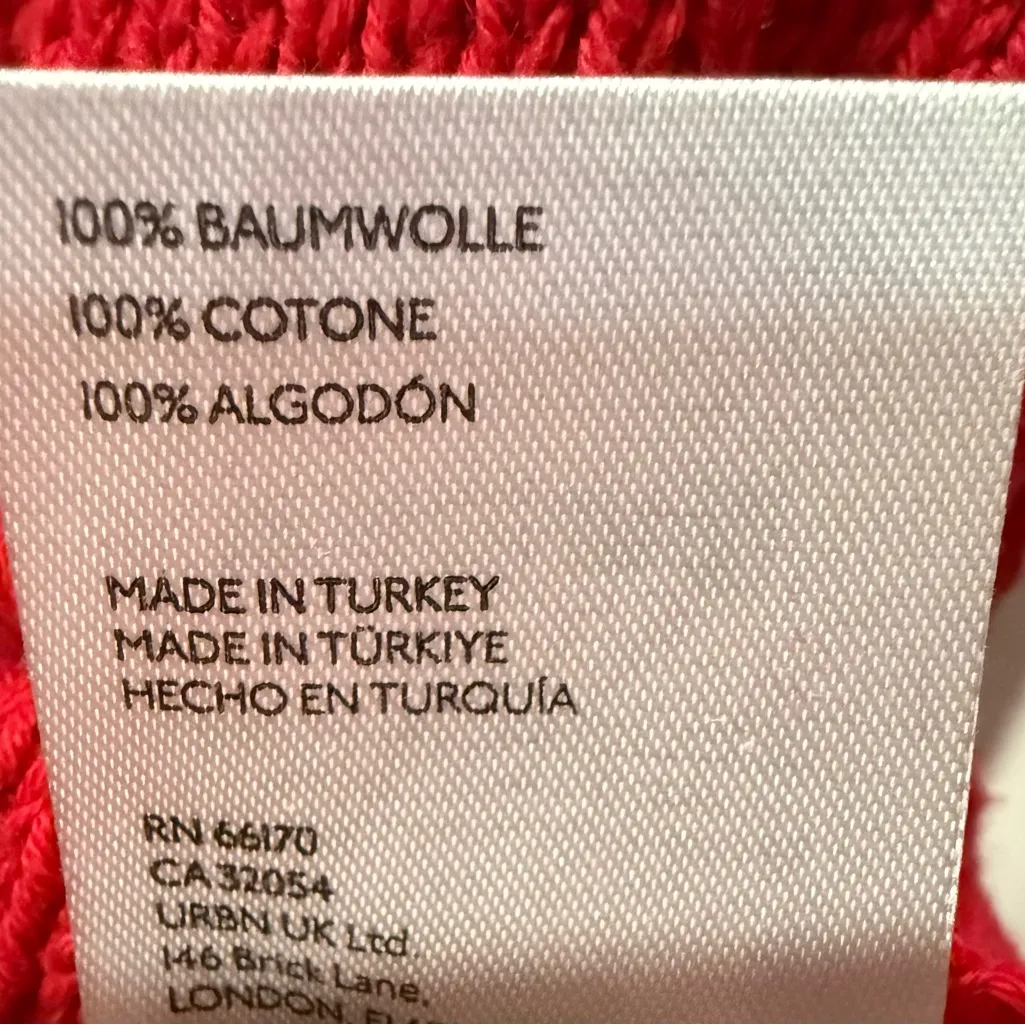 100% BAUMWOLLE
100% COTONE
100% ALGODÓN
MADE IN TURKEY
MADE IN TÜRKIYE
HECHO EN TURQUÍA
RN 66170
CA 32054
URBN UK Ltd.
146 Brick Lane,
LONDON,